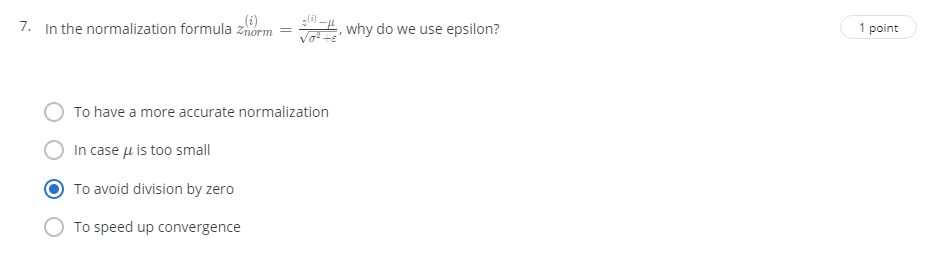 7. In the normalization formula z_{norm}^{(i)} = \frac{z^{(i)}-\mu}{\sqrt{\sigma^2+\varepsilon}}, why do we use epsilon?
1 point
To have a more accurate normalization
In case μ is too small
To avoid division by zero
To speed up convergence